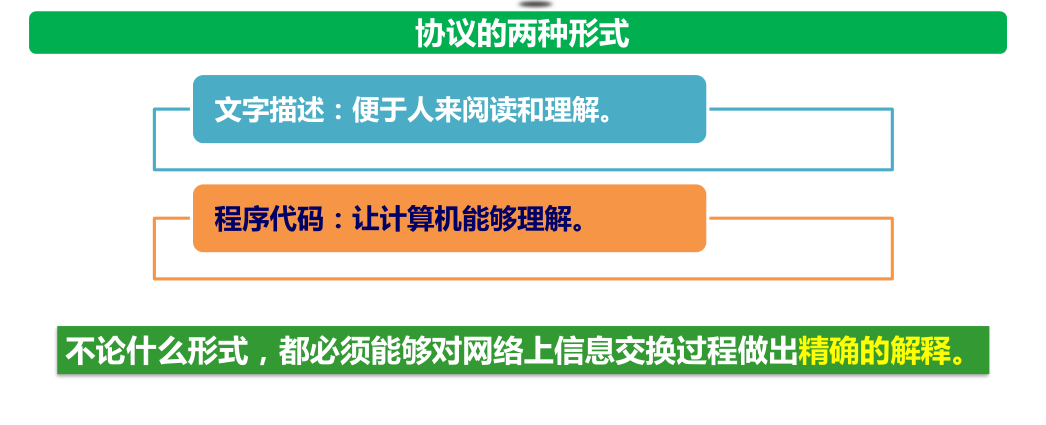 协议的两种形式
文字描述：便于人来阅读和理解。
程序代码：让计算机能够理解。
不论什么形式，都必须能够对网络上信息交换过程做出精确的解释。